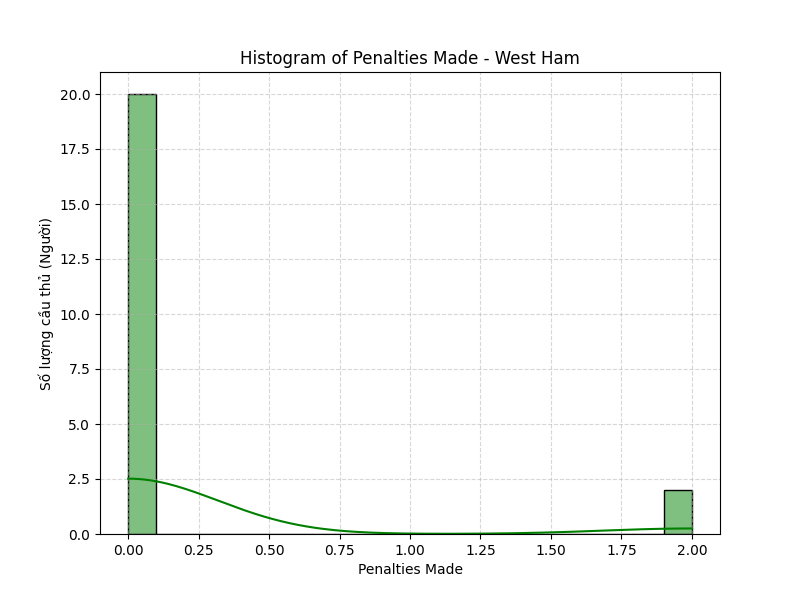 Histogram of Penalties Made - West Ham
Số lượng cầu thủ (Người)
20.0
17.5
15.0
12.5
10.0
7.5
5.0
2.5
0.0
0.00 0.25 0.50 0.75 1.00 1.25 1.50 1.75 2.00
Penalties Made